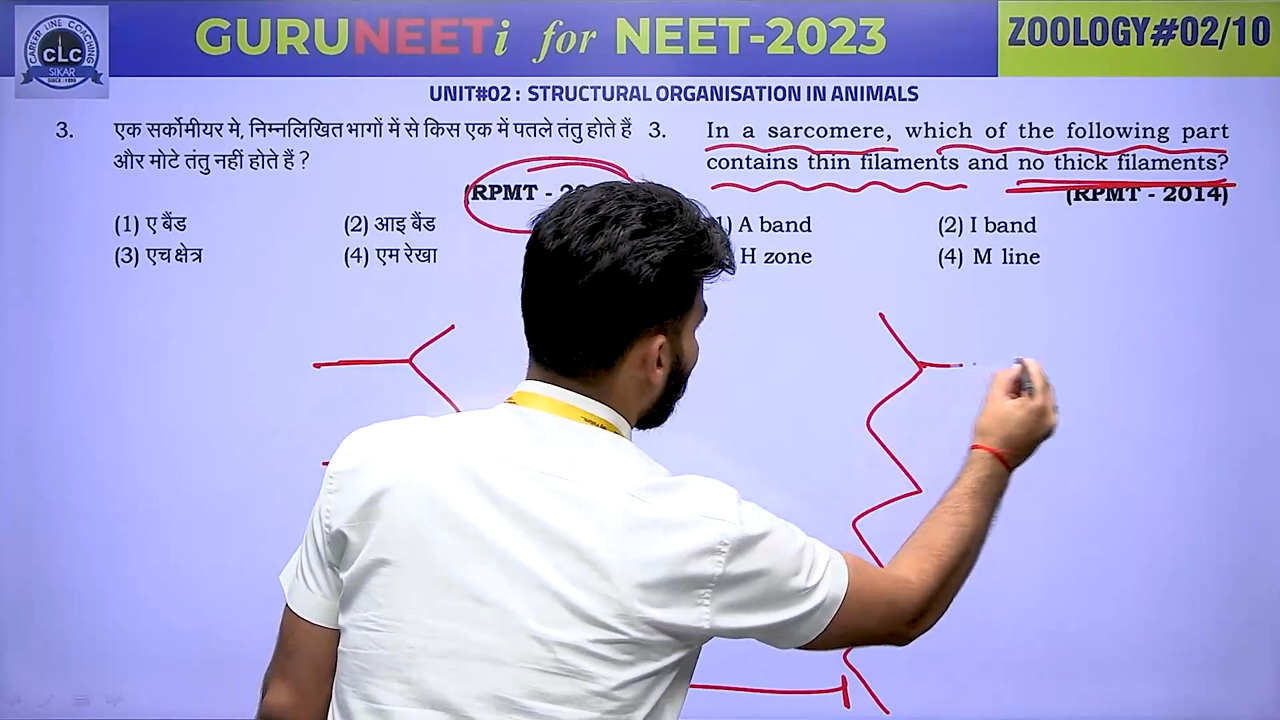 GURUNEETi for NEET-2023
ZOOLOGY#02/10
CAREER LINE COACHING
CLC
SIKAR
UNIT#02 : STRUCTURAL ORGANISATION IN ANIMALS
3. एक सर्कोमीयर मे, निम्नलिखित भागों में से किस एक में पतले तंतु होते हैं
और मोटे तंतु नहीं होते हैं ?
(RPMT - 20
(1) ए बैंड (2) आइ बैंड
(3) एच क्षेत्र (4) एम रेखा
3. In a sarcomere, which of the following part
contains thin filaments and no thick filaments?
(RPMT - 2014)
1) A band (2) I band
H zone (4) M line